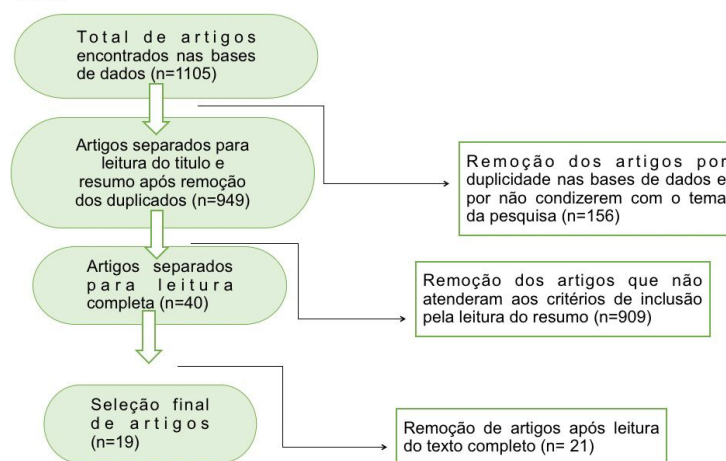 Total de artigos
encontrados nas bases
de dados (n=1105)
Artigos separados para
leitura do titulo e
resumo após remoção
dos duplicados (n=949)
Remoção dos artigos por
duplicidade nas bases de dados e
por não condizerem com o tema
da pesquisa (n=156)
Artigos separados
para leitura
completa (n=40)
Remoção dos artigos que não
atenderam aos critérios de inclusão
pela leitura do resumo (n=909)
Seleção final
de artigos
(n=19)
Remoção de artigos após leitura
do texto completo (n= 21)